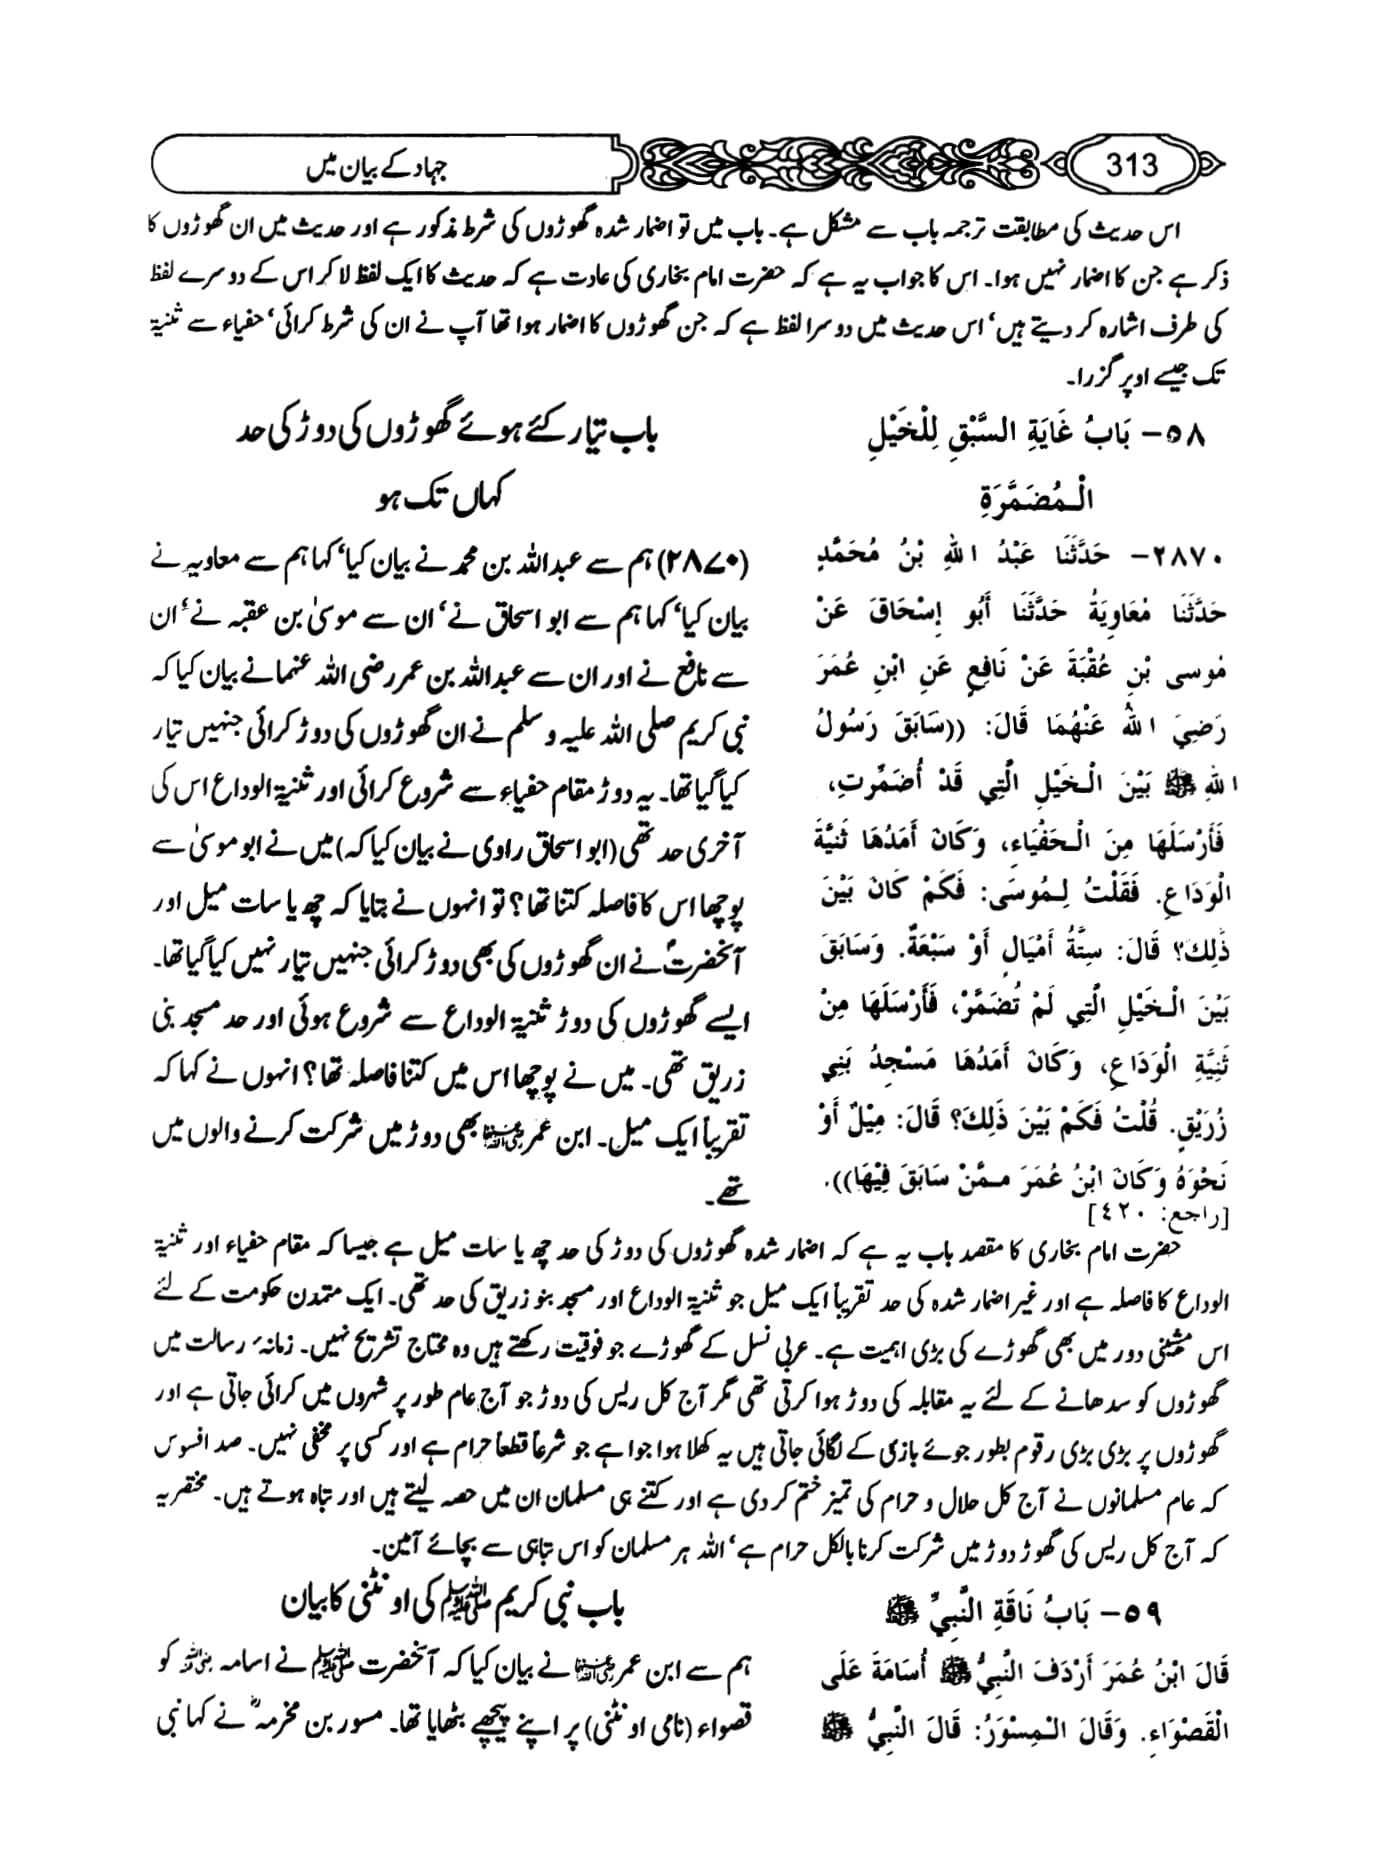 313
جہاد کے بیان میں
اس حدیث کی مطابقت ترجمہ باب سے مشکل ہے۔ باب میں تو اضمار شدہ گھوڑوں کی شرط مذکور ہے اور حدیث میں ان گھوڑوں کا
ذکر ہے جن کا اضمار نہیں ہوا۔ اس کا جواب یہ ہے کہ حضرت امام بخاری کی عادت ہے کہ حدیث کا ایک لفظ لا کر اس کے دوسرے لفظ
کی طرف اشارہ کر دیتے ہیں‘ اس حدیث میں دوسرا لفظ ہے کہ جن گھوڑوں کا اضمار ہوا تھا آپ نے ان کی شرط کرائی‘ حفیاء سے ثنیۃ
تک جیسے اوپر گزرا۔
٥٨- بَابُ غَايَةِ السَّبْقِ لِلْخَيْلِ
الْـمُضَمَّرَةِ
٢٨٧٠- حَدَّثَنَا عَبْدُ اللهِ بْنُ مُحَمَّدٍ
حَدَّثَنَا مُعَاوِيَةُ حَدَّثَنَا أَبُو إِسْحَاقَ عَنْ
مُوسى بْنِ عُقْبَةَ عَنْ نَافِعٍ عَنِ ابْنِ عُمَرَ
رَضِيَ اللهُ عَنْهُمَا قَالَ: ((سَابَقَ رَسُولُ
اللهِ ﷺ بَيْنَ الْـخَيْلِ الَّتِي قَدْ أُضْمِرَتِ،
فَأَرْسَلَهَا مِنَ الْـحَفْيَاءِ، وَكَانَ أَمَدُهَا ثَنِيَّةَ
الْوَدَاعِ. فَقَلْتُ لِـمُوسَى: فَكَمْ كَانَ بَيْنَ
ذَلِكَ؟ قَالَ: سِتَّةُ أَمْيَالٍ أَوْ سَبْعَةٌ. وَسَابَقَ
بَيْنَ الْـخَيْلِ الَّتِي لَمْ تُضَمَّرْ، فَأَرْسَلَهَا مِنْ
ثَنِيَّةِ الْوَدَاعِ، وَكَانَ أَمَدُهَا مَسْجِدُ بَنِي
زُرَيْقٍ. قُلْتُ فَكَمْ بَيْنَ ذَلِكَ؟ قَالَ: مِيْلٌ أَوْ
نَحْوَهُ وَكَانَ ابْنُ عُمَرَ مِـمَّنْ سَابَقَ فِيْهَا)).
[راجع: ٤٢٠]
باب تیار کئے ہوئے گھوڑوں کی دوڑ کی حد
کہاں تک ہو
(۲۸۷۰) ہم سے عبداللہ بن محمد نے بیان کیا‘ کہا ہم سے معاویہ نے
بیان کیا‘ کہا ہم سے ابو اسحاق نے‘ ان سے موسیٰ بن عقبہ نے‘ ان
سے نافع نے اور ان سے عبداللہ بن عمر رضی اللہ عنہما نے بیان کیا کہ
نبی کریم صلی اللہ علیہ و سلم نے ان گھوڑوں کی دوڑ کرائی جنہیں تیار
کیا گیا تھا۔ یہ دوڑ مقام حفیاء سے شروع کرائی اور ثنیۃ الوداع اس کی
آخری حد تھی (ابو اسحاق راوی نے بیان کیا کہ) میں نے ابو موسیٰ سے
پوچھا اس کا فاصلہ کتنا تھا؟ تو انہوں نے بتایا کہ چھ یا سات میل اور
آنحضرتؐ نے ان گھوڑوں کی بھی دوڑ کرائی جنہیں تیار نہیں کیا گیا تھا۔
ایسے گھوڑوں کی دوڑ ثنیۃ الوداع سے شروع ہوئی اور حد مسجد بنی
زریق تھی۔ میں نے پوچھا اس میں کتنا فاصلہ تھا؟ انہوں نے کہا کہ
تقریباً ایک میل۔ ابن عمر رضی اللہ عنہما بھی دوڑ میں شرکت کرنے والوں میں
تھے۔
حضرت امام بخاری کا مقصد باب یہ ہے کہ اضمار شدہ گھوڑوں کی دوڑ کی حد چھ یا سات میل ہے جیسا کہ مقام حفیاء اور ثنیۃ
الوداع کا فاصلہ ہے اور غیر اضمار شدہ کی حد تقریباً ایک میل جو ثنیۃ الوداع اور مسجد بنو زریق کی حد تھی۔ ایک متمدن حکومت کے لئے
اس مشینی دور میں بھی گھوڑے کی بڑی اہمیت ہے۔ عربی نسل کے گھوڑے جو فوقیت رکھتے ہیں وہ محتاج تشریح نہیں۔ زمانۂ رسالت میں
گھوڑوں کو سدھانے کے لئے یہ مقابلہ کی دوڑ ہوا کرتی تھی مگر آج کل ریس کی دوڑ جو آج عام طور پر شہروں میں کرائی جاتی ہے اور
گھوڑوں پر بڑی بڑی رقوم بطور جوئے بازی کے لگائی جاتی ہیں یہ کھلا ہوا جوا ہے جو شرعاً قطعاً حرام ہے اور کسی پر مخفی نہیں۔ صد افسوس
کہ عام مسلمانوں نے آج کل حلال و حرام کی تمیز ختم کر دی ہے اور کتنے ہی مسلمان ان میں حصہ لیتے ہیں اور تباہ ہوتے ہیں۔ مختصر یہ
کہ آج کل ریس کی گھوڑ دوڑ میں شرکت کرنا بالکل حرام ہے‘ اللہ ہر مسلمان کو اس تباہی سے بچائے آمین۔
٥٩- بَابُ نَاقَةِ النَّبِيِّ ﷺ
قَالَ ابْنُ عُمَرَ أَرْدَفَ النَّبِيُّ ﷺ أُسَامَةَ عَلَى
الْقَصْوَاءِ. وَقَالَ الْـمِسْوَرُ: قَالَ النَّبِيُّ ﷺ
باب نبی کریم ﷺ کی اونٹنی کا بیان
ہم سے ابن عمر رضی اللہ عنہما نے بیان کیا کہ آنحضرت ﷺ نے اسامہ رضی اللہ عنہ کو
قصواء (نامی اونٹنی) پر اپنے پیچھے بٹھایا تھا۔ مسور بن مخرمہ نے کہا نبی